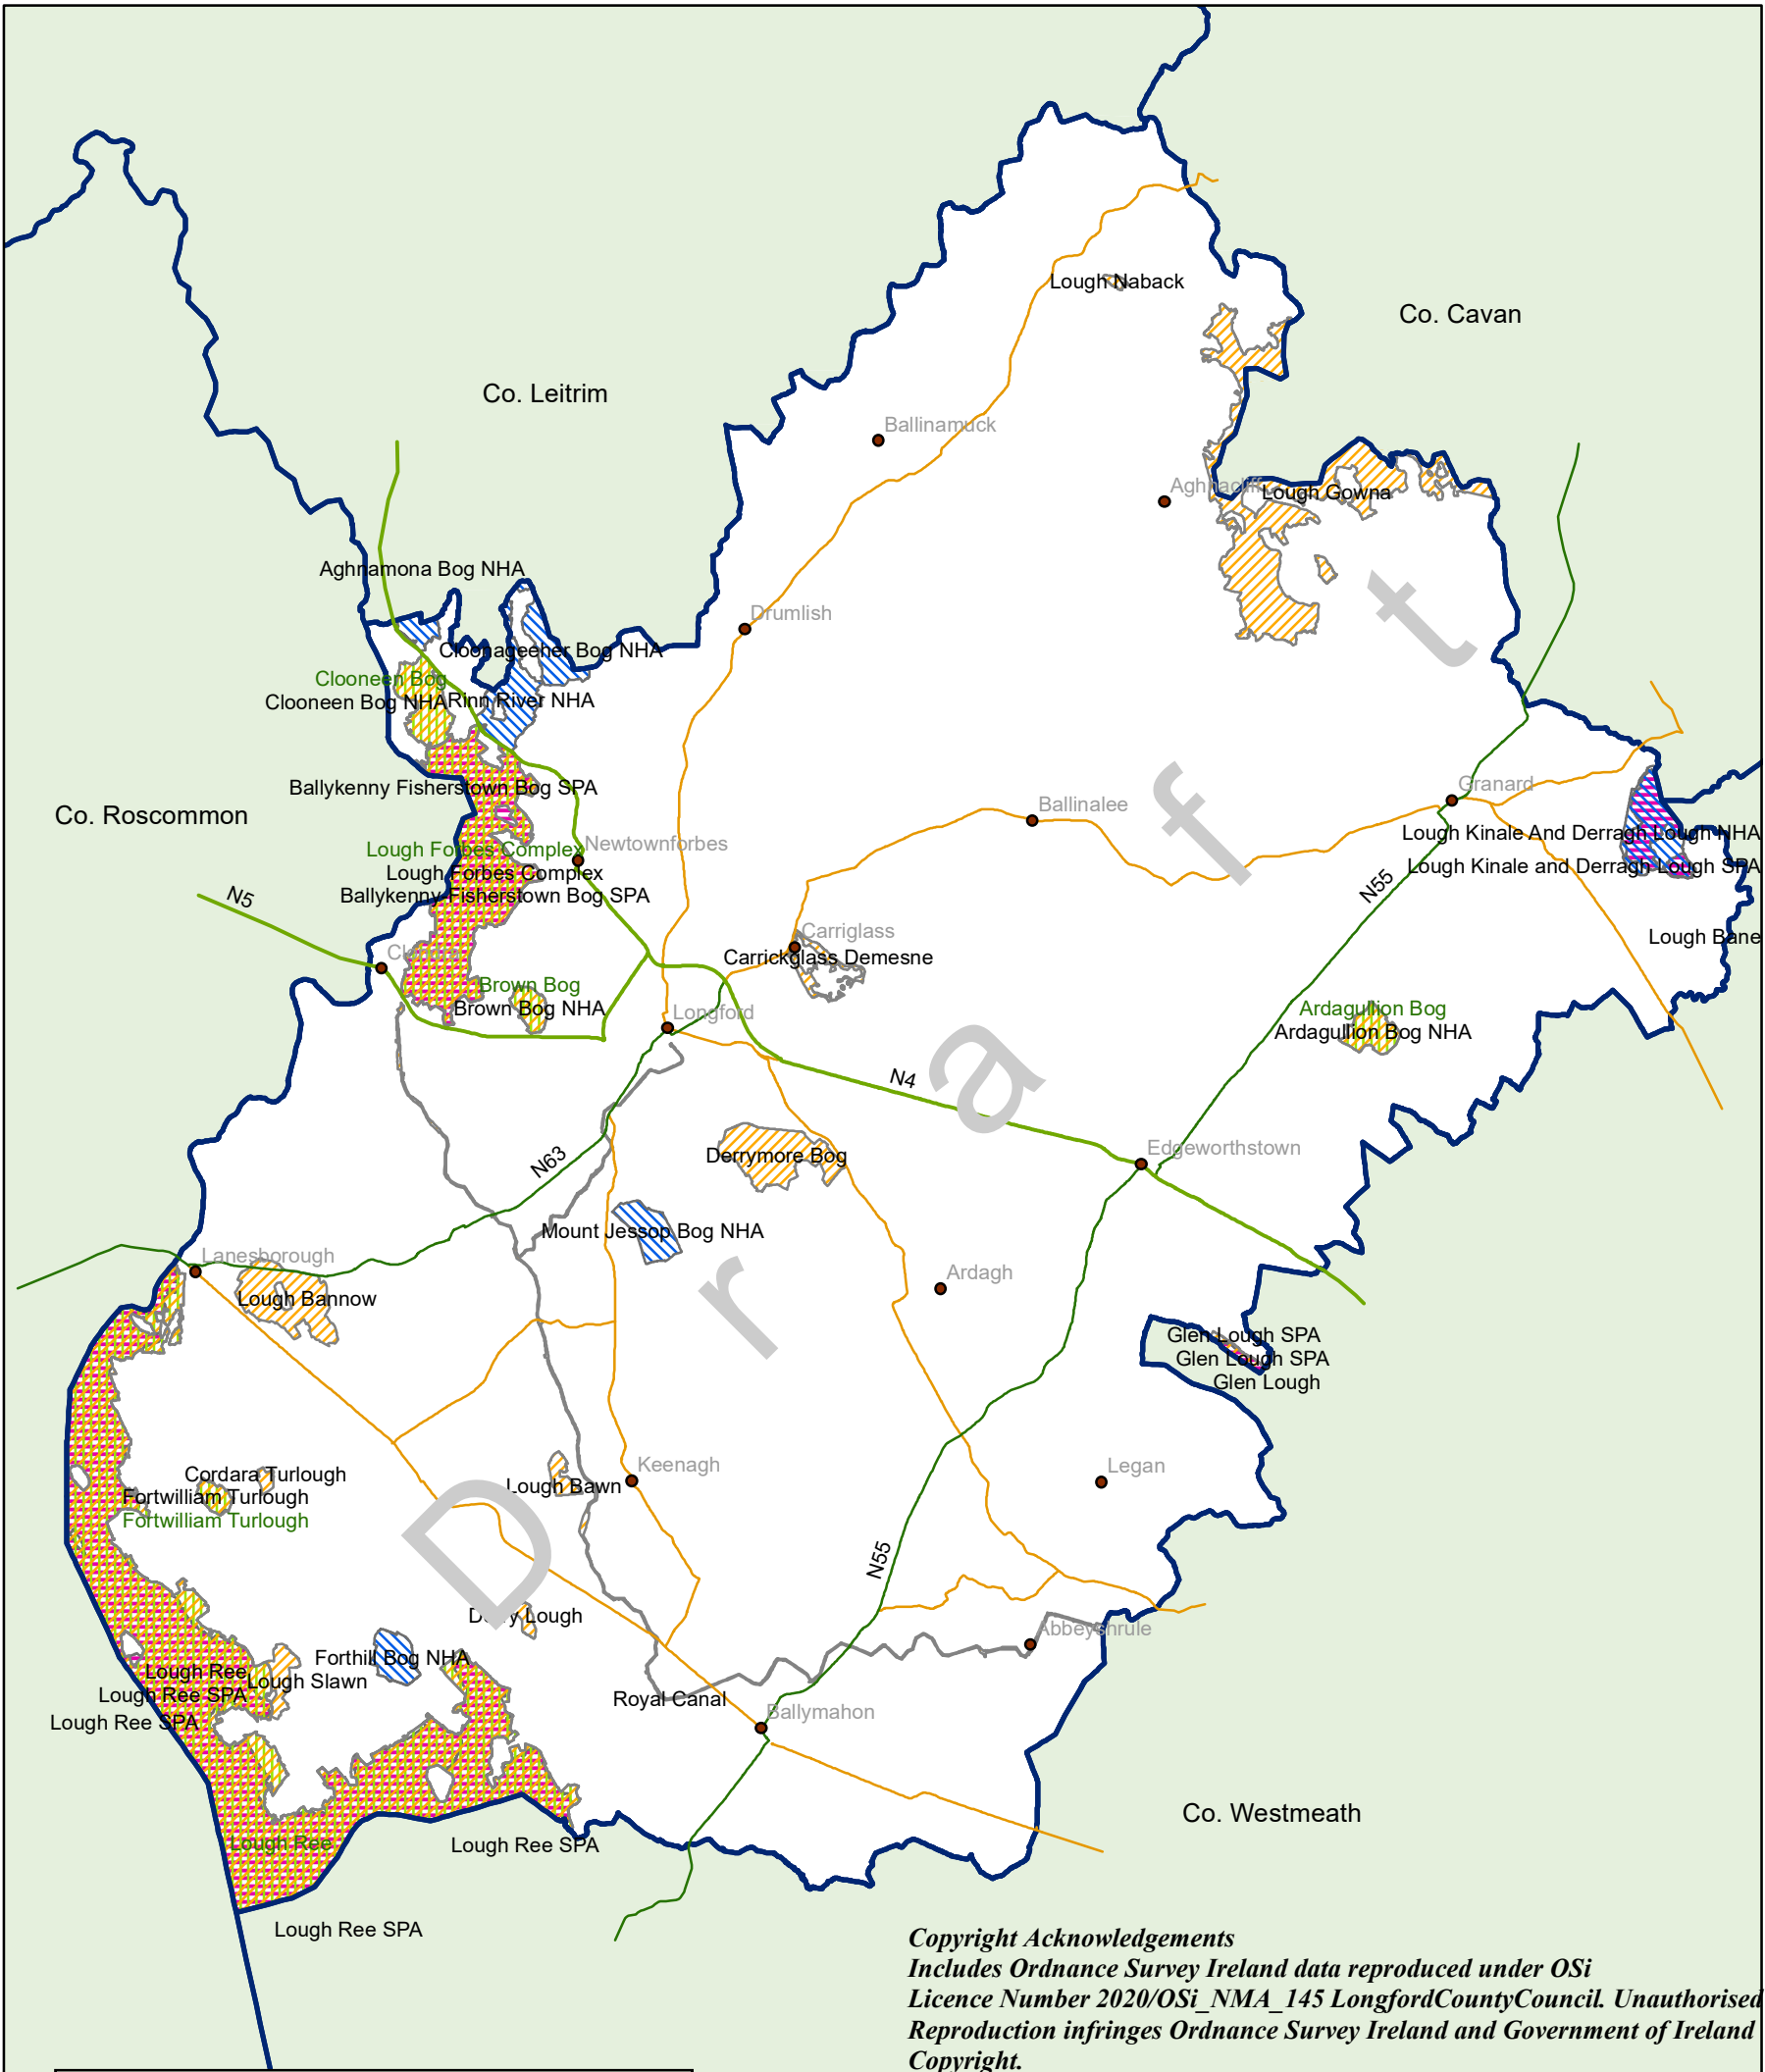 Lough Naback
Co. Cavan
Co. Leitrim
Ballinamuck
Aghnacliff
Lough Gowna
Aghnamona Bog NHA
Drumlish
Cloonageeher Bog NHA
Clooneen Bog
Clooneen Bog NHA
Rinn River NHA
t
Ballykenny Fisherstown Bog SPA
Granard
Co. Roscommon
Ballinalee
f
Lough Kinale And Derragh Lough NHA
Lough Forbes Complex
Newtownforbes
Lough Kinale and Derragh Lough SPA
Lough Forbes Complex
Ballykenny Fisherstown Bog SPA
N5
N55
Carriglass
Lough Bane
Carrickglass Demesne
Brown Bog
Brown Bog NHA
Longford
Ardagullion Bog
Ardagullion Bog NHA
a
N4
Edgeworthstown
Derrymore Bog
N63
Mount Jessop Bog NHA
Lanesborough
Ardagh
r
Lough Bannow
Glen Lough SPA
Glen Lough SPA
Glen Lough
Keenagh
Legan
Cordara Turlough
Lough Bawn
Fortwilliam Turlough
Fortwilliam Turlough
D
N55
Derry Lough
Abbeyshrule
Forthill Bog NHA
Lough Ree
Lough Slawn
Lough Ree SPA
Royal Canal
Ballymahon
Lough Ree SPA
Co. Westmeath
Lough Ree
Lough Ree SPA
Lough Ree SPA
Copyright Acknowledgements
Includes Ordnance Survey Ireland data reproduced under OSi
Licence Number 2020/OSi_NMA_145 LongfordCountyCouncil. Unauthorised
Reproduction infringes Ordnance Survey Ireland and Government of Ireland
Copyright.